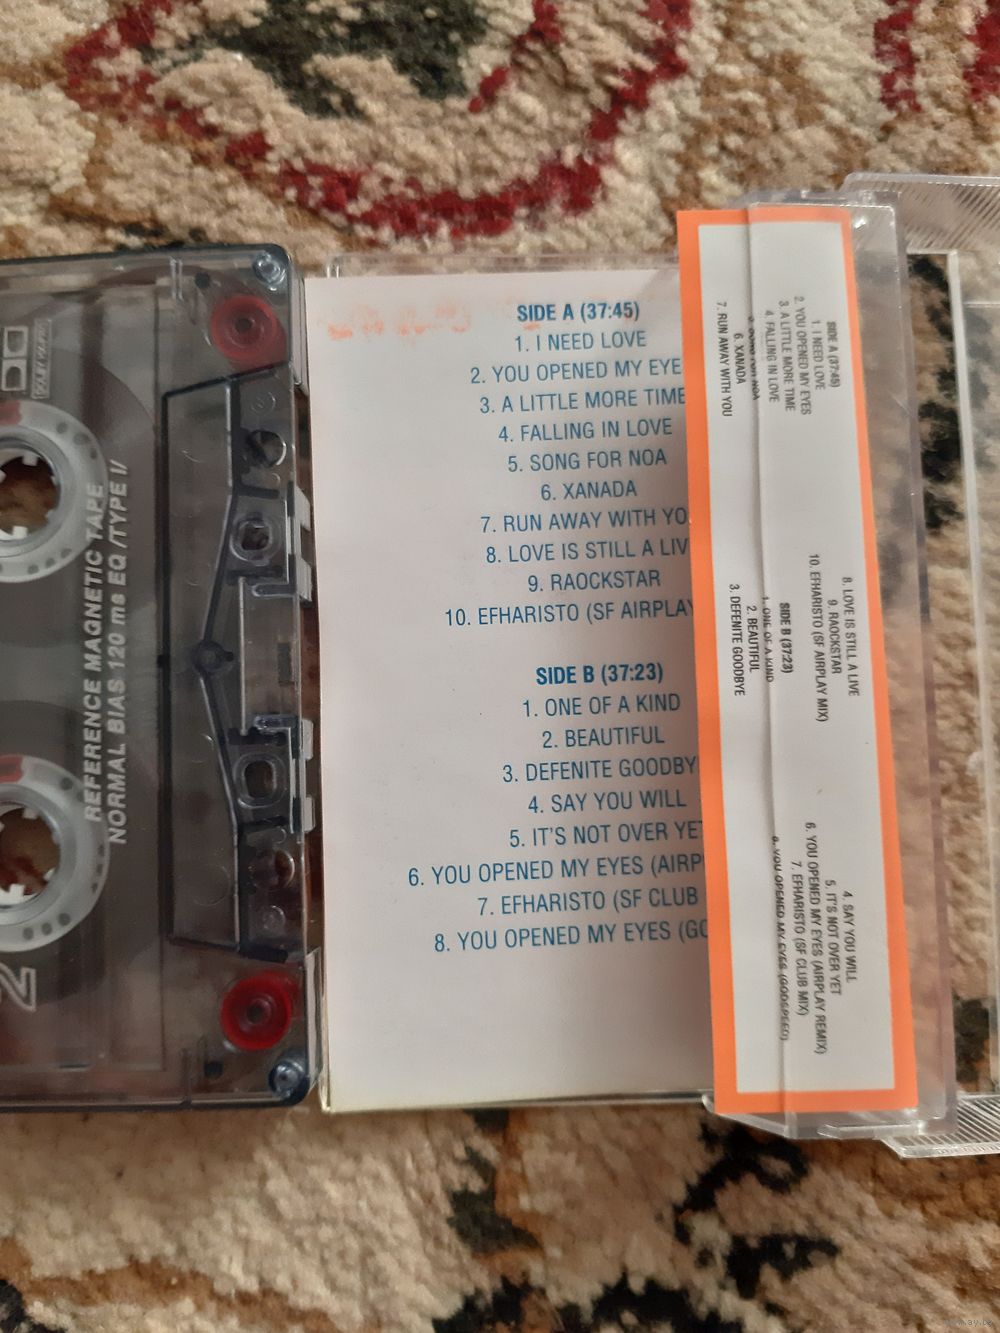 REFERENCE MAGNETIC TAPE
NORMAL BIAS 120 ms EQ /TYPE I/
2
SIDE A (37:45)
1. I NEED LOVE
2. YOU OPENED MY EYE
3. A LITTLE MORE TIME
4. FALLING IN LOVE
5. SONG FOR NOA
6. XANADA
7. RUN AWAY WITH YO
8. LOVE IS STILL A LIV
9. RAOCKSTAR
10. EFHARISTO (SF AIRPLAY
SIDE B (37:23)
1. ONE OF A KIND
2. BEAUTIFUL
3. DEFENITE GOODBY
4. SAY YOU WILL
5. IT'S NOT OVER YET
6. YOU OPENED MY EYES (AIRP
7. EFHARISTO (SF CLUB
8. YOU OPENED MY EYES (GO
SIDE A (37:45)
1. I NEED LOVE
2. YOU OPENED MY EYES
3. A LITTLE MORE TIME
4. FALLING IN LOVE
5. SONG FOR NOA
6. XANADA
7. RUN AWAY WITH YOU
8. LOVE IS STILL A LIVE
9. RAOCKSTAR
10. EFHARISTO (SF AIRPLAY MIX)
SIDE B (37:23)
1. ONE OF A KIND
2. BEAUTIFUL
3. DEFENITE GOODBYE
4. SAY YOU WILL
5. IT'S NOT OVER YET
6. YOU OPENED MY EYES (AIRPLAY REMIX)
7. EFHARISTO (SF CLUB MIX)
8. YOU OPENED MY EYES (GODSPEED)